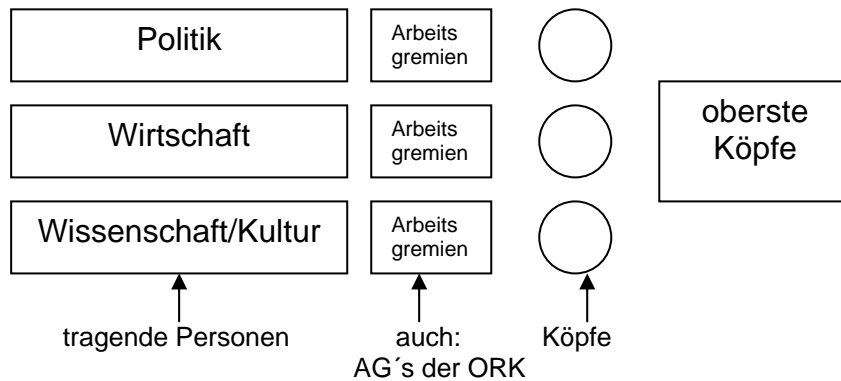 Politik
Arbeits
gremien
Wirtschaft
Arbeits
gremien
oberste
Köpfe
Wissenschaft/Kultur
Arbeits
gremien
tragende Personen
auch:
AG´s der ORK
Köpfe